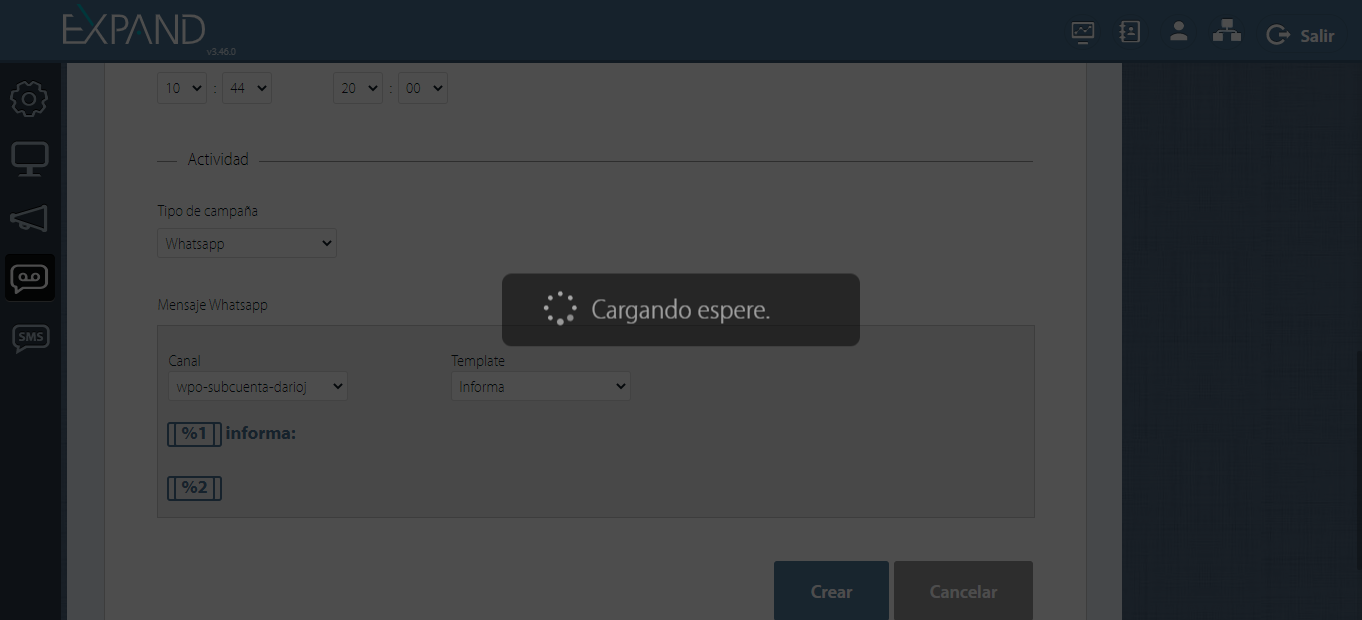 EXPAND
v3.46.0
Salir
10 : 44 20 : 00
Actividad
Tipo de campaña
Whatsapp
Cargando espere.
Mensaje Whatsapp
Canal Template
wpo-subcuenta-darioj Informa
SMS
%1 informa:
%2
Crear Cancelar